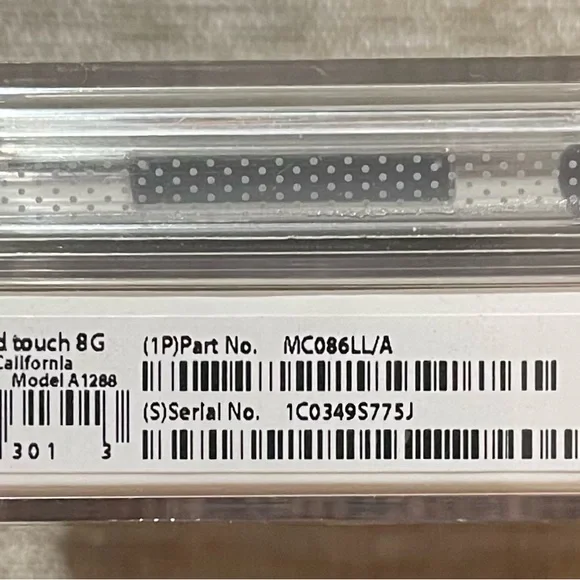 d touch 8G
California
Model A1288
301 3
(1P)Part No. MC086LL/A
(S)Serial No. 1C0349S775J